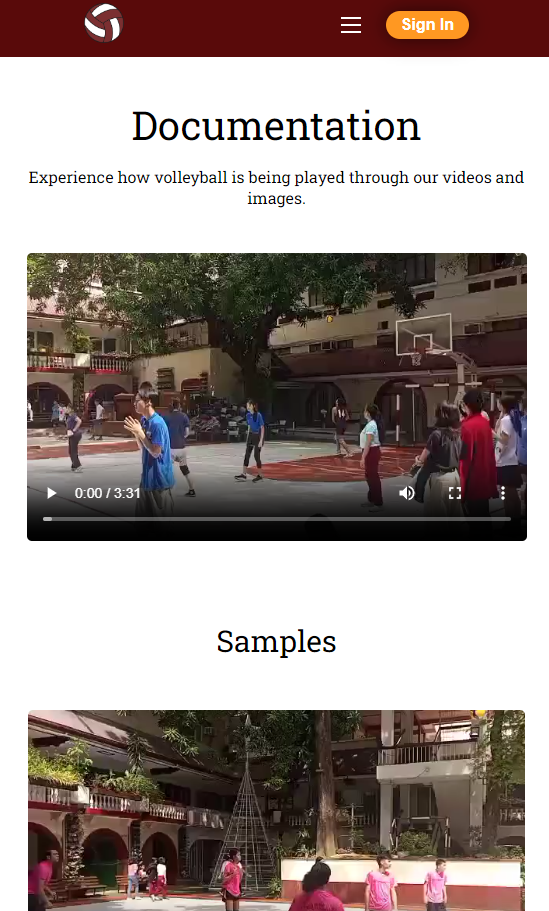 Sign In
Documentation
Experience how volleyball is being played through our videos and
images.
0:00 / 3:31
Samples